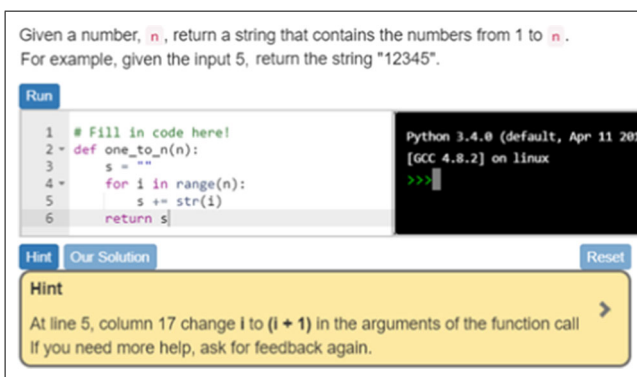 Given a number, n, return a string that contains the numbers from 1 to n.
For example, given the input 5, return the string "12345".
Run
1 # Fill in code here!
2 def one_to_n(n):
3 s = ""
4 for i in range(n):
5 s += str(i)
6 return s
Python 3.4.0 (default, Apr 11 201
[GCC 4.8.2] on linux
>>>
Hint Our Solution Reset
Hint
At line 5, column 17 change i to (i + 1) in the arguments of the function call
If you need more help, ask for feedback again.